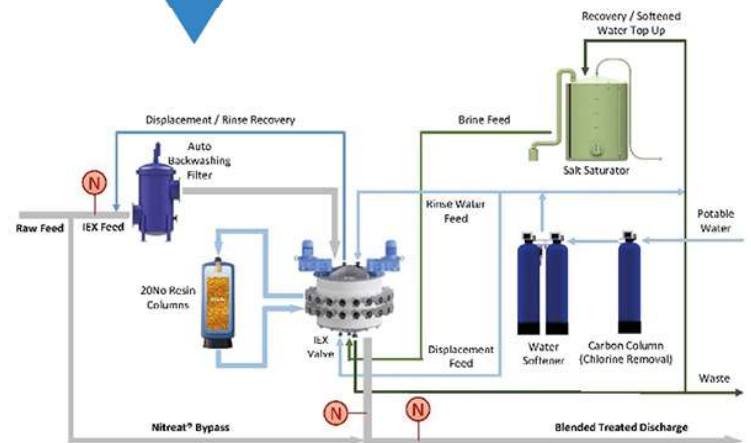 Recovery / Softened
Water Top Up
Displacement / Rinse Recovery
Brine Feed
Auto
Backwashing
Filter
Salt Saturator
N
Raw Feed
IEX Feed
Rinse Water
Feed
Potable
Water
20No Resin
Columns
IEX
Valve
Displacement
Feed
Water
Softener
Carbon Column
(Chlorine Removal)
Waste
N
N
Nitreat® Bypass
Blended Treated Discharge